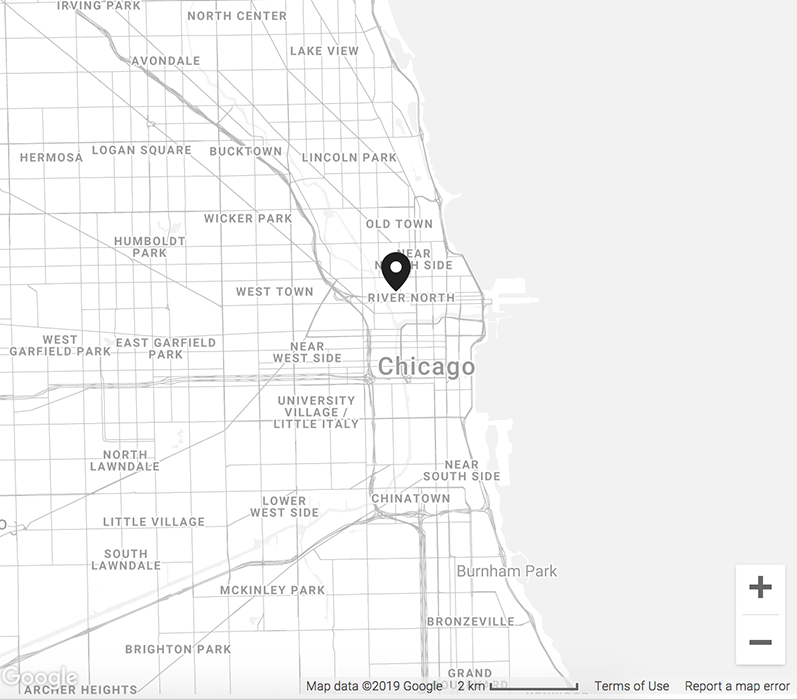 IRVING PARK
NORTH CENTER
LAKE VIEW
AVONDALE
HERMOSA
LOGAN SQUARE
BUCKTOWN
LINCOLN PARK
WICKER PARK
OLD TOWN
HUMBOLDT
PARK
NEAR
NORTH SIDE
WEST TOWN
RIVER NORTH
WEST
GARFIELD PARK
EAST GARFIELD
PARK
NEAR
WEST SIDE
Chicago
UNIVERSITY
VILLAGE /
LITTLE ITALY
NORTH
LAWNDALE
NEAR
SOUTH SIDE
LOWER
WEST SIDE
CHINATOWN
LITTLE VILLAGE
SOUTH
LAWNDALE
Burnham Park
MCKINLEY PARK
BRONZEVILLE
BRIGHTON PARK
GRAND
Google
ARCHER HEIGHTS
Map data ©2019 Google
2 km
Terms of Use
Report a map error